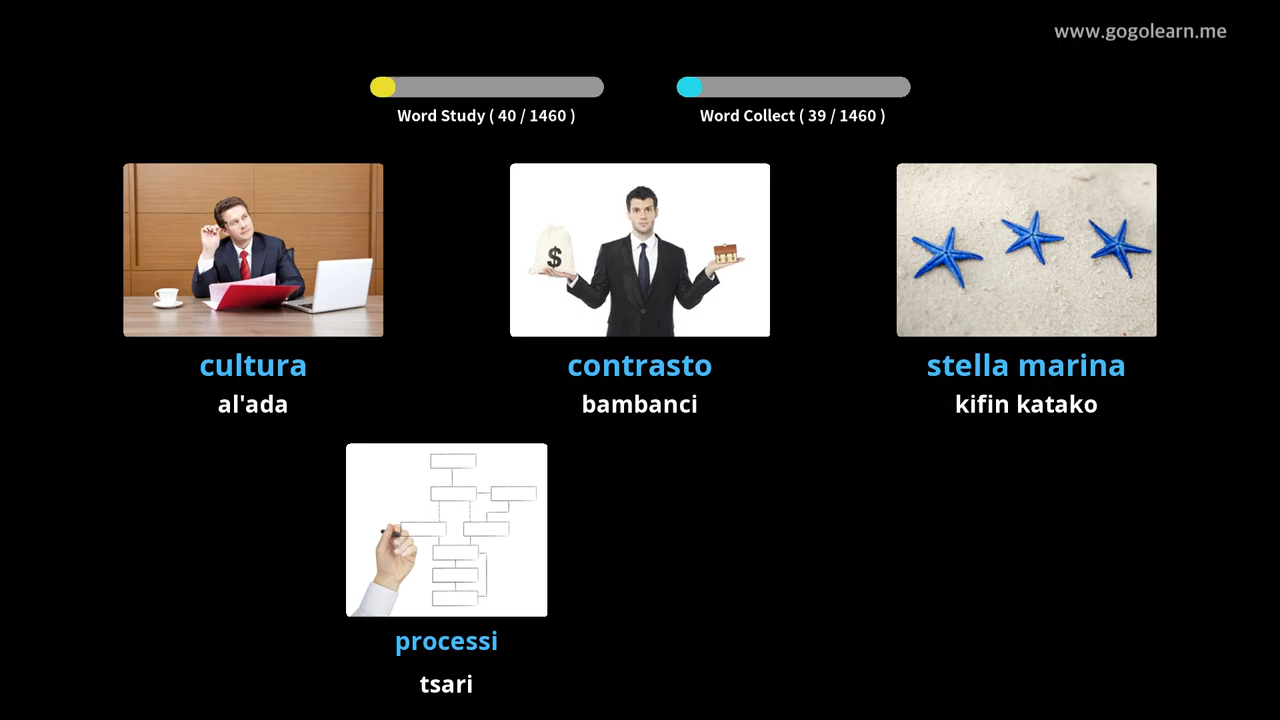 www.gogolearn.me
Word Study ( 40 / 1460 )
Word Collect ( 39 / 1460 )
$
cultura
al'ada
contrasto
bambanci
stella marina
kifin katako
processi
tsari